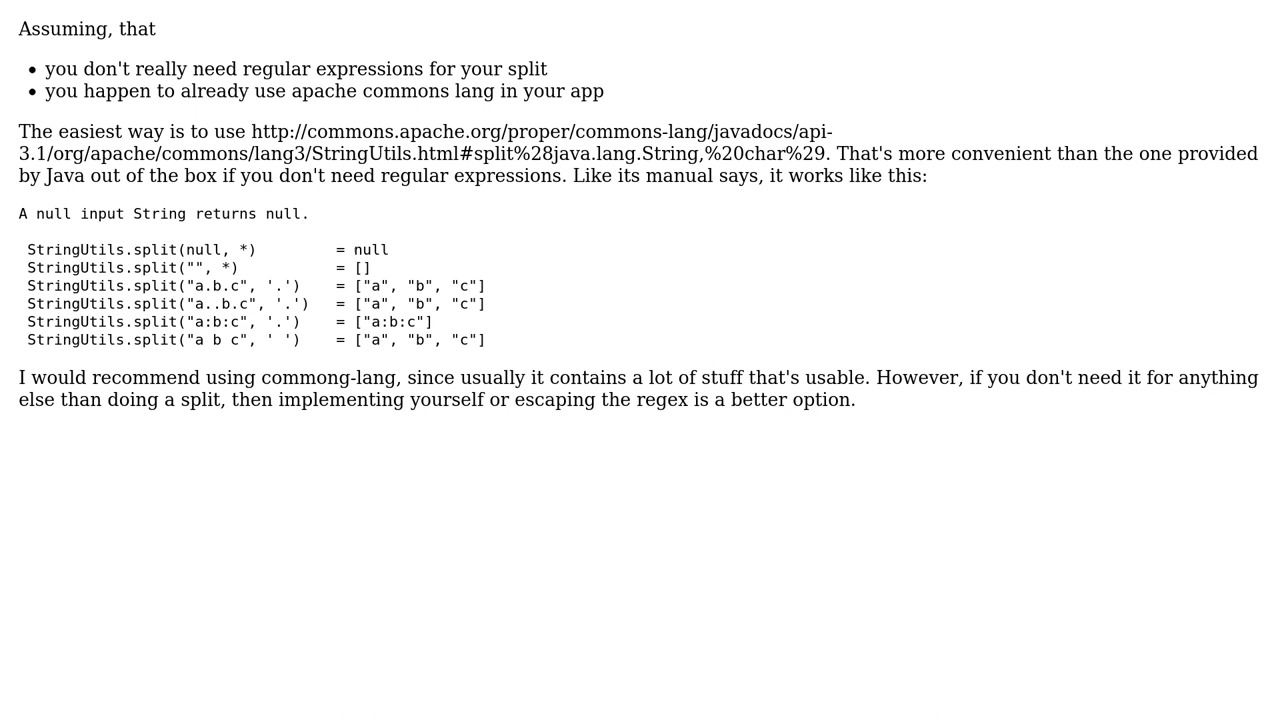 Assuming, that
• you don't really need regular expressions for your split
• you happen to already use apache commons lang in your app
The easiest way is to use http://commons.apache.org/proper/commons-lang/javadocs/api-
3.1/org/apache/commons/lang3/StringUtils.html#split%28java.lang.String,%20char%29. That's more convenient than the one provided
by Java out of the box if you don't need regular expressions. Like its manual says, it works like this:
A null input String returns null.
StringUtils.split(null, *)         = null
StringUtils.split("", *)           = []
StringUtils.split("a.b.c", '.')    = ["a", "b", "c"]
StringUtils.split("a..b.c", '.')   = ["a", "b", "c"]
StringUtils.split("a:b:c", '.')    = ["a:b:c"]
StringUtils.split("a b c", ' ')    = ["a", "b", "c"]
I would recommend using commong-lang, since usually it contains a lot of stuff that's usable. However, if you don't need it for anything
else than doing a split, then implementing yourself or escaping the regex is a better option.